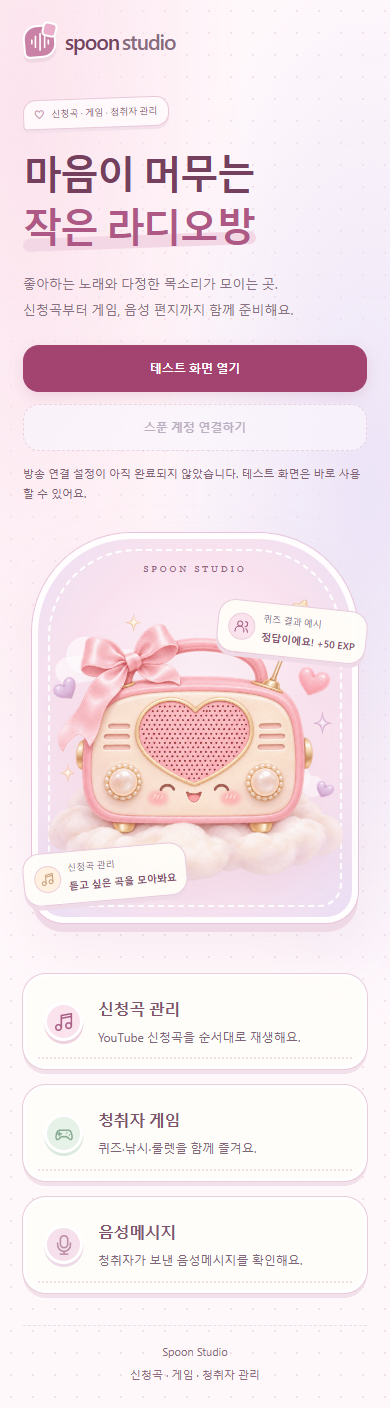 spoon studio
신청곡 · 게임 · 청취자 관리
마음이 머무는
작은 라디오방
좋아하는 노래와 다정한 목소리가 모이는 곳.
신청곡부터 게임, 음성 편지까지 함께 준비해요.
테스트 화면 열기
스푼 계정 연결하기
방송 연결 설정이 아직 완료되지 않았습니다. 테스트 화면은 바로 사용
할 수 있어요.
SPOON STUDIO
퀴즈 결과 예시
정답이에요! +50 EXP
신청곡 관리
듣고 싶은 곡을 모아봐요
신청곡 관리
YouTube 신청곡을 순서대로 재생해요.
청취자 게임
퀴즈·낚시·룰렛을 함께 즐겨요.
음성메시지
청취자가 보낸 음성메시지를 확인해요.
Spoon Studio
신청곡 · 게임 · 청취자 관리